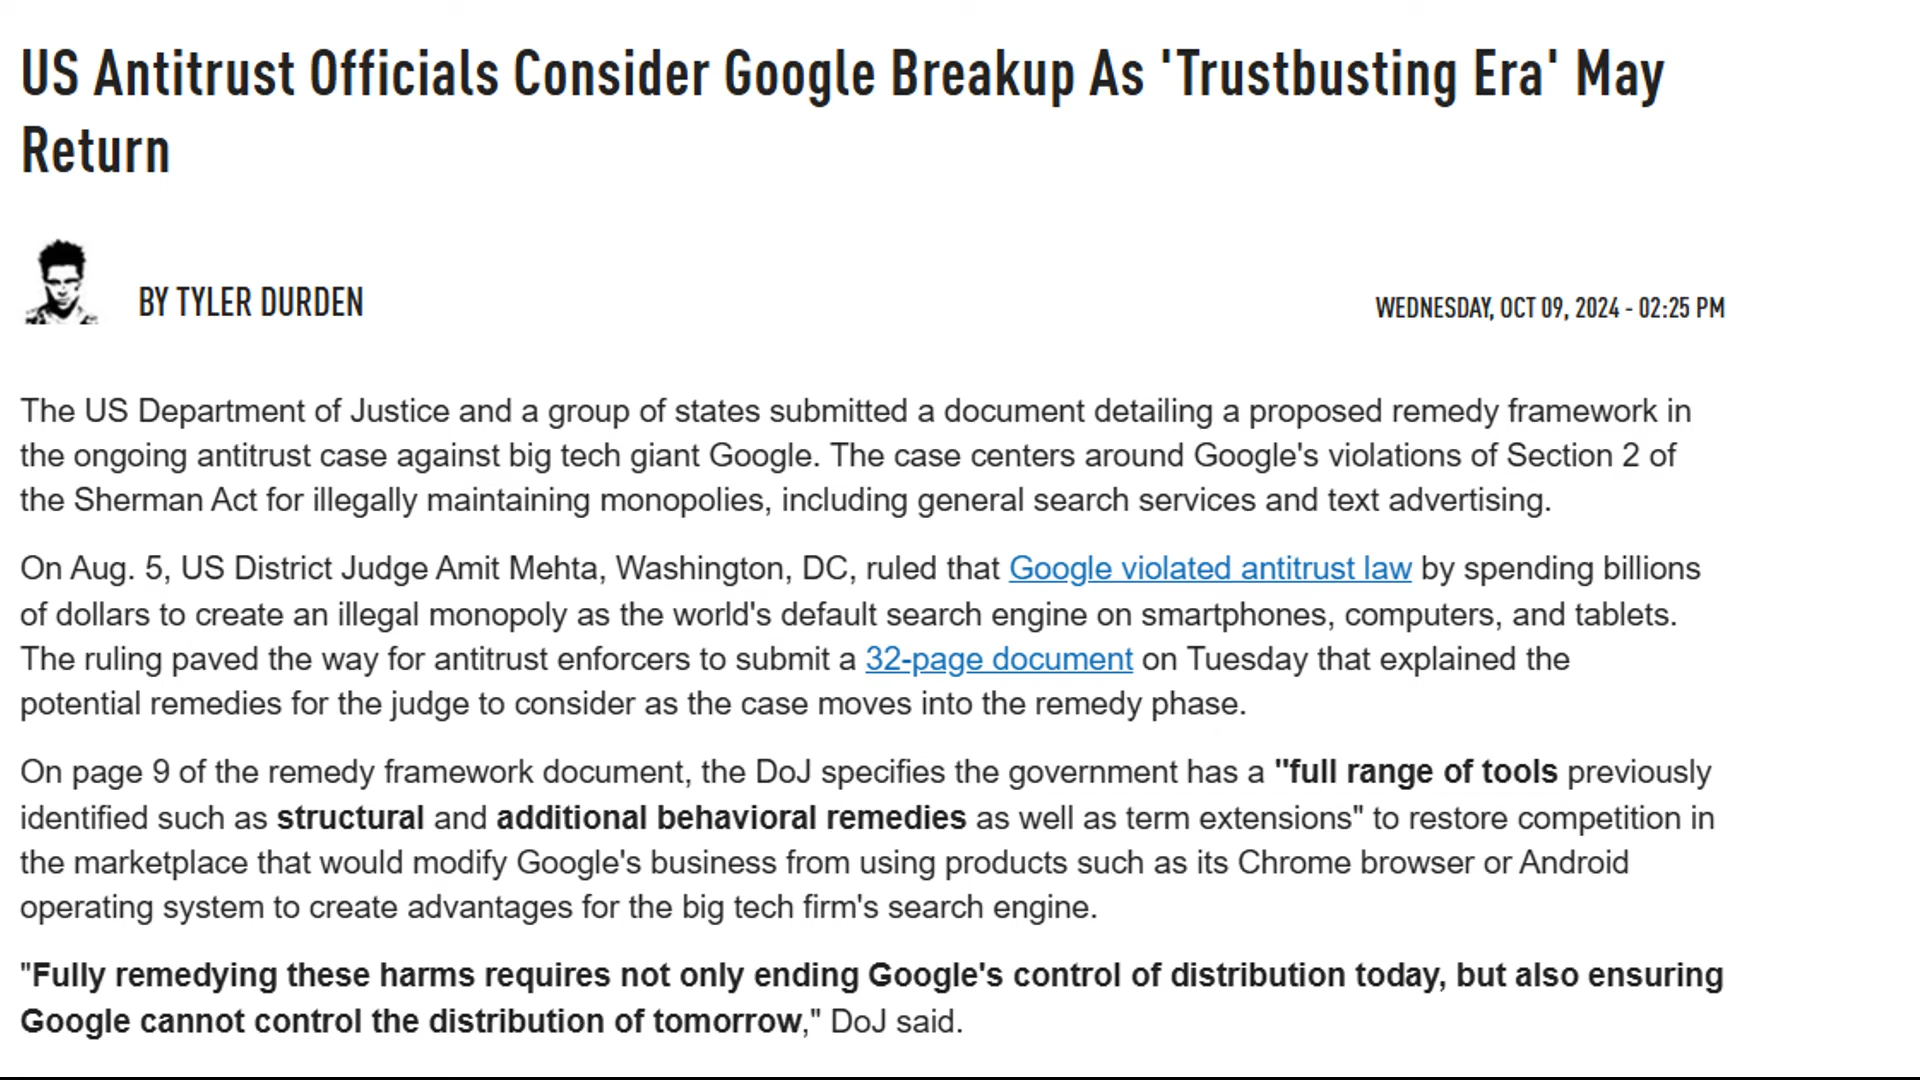 US Antitrust Officials Consider Google Breakup As 'Trustbusting Era' May
Return
BY TYLER DURDEN
WEDNESDAY, OCT 09, 2024 - 02:25 PM
The US Department of Justice and a group of states submitted a document detailing a proposed remedy framework in
the ongoing antitrust case against big tech giant Google. The case centers around Google's violations of Section 2 of
the Sherman Act for illegally maintaining monopolies, including general search services and text advertising.
On Aug. 5, US District Judge Amit Mehta, Washington, DC, ruled that Google violated antitrust law by spending billions
of dollars to create an illegal monopoly as the world's default search engine on smartphones, computers, and tablets.
The ruling paved the way for antitrust enforcers to submit a 32-page document on Tuesday that explained the
potential remedies for the judge to consider as the case moves into the remedy phase.
On page 9 of the remedy framework document, the DoJ specifies the government has a "full range of tools previously
identified such as structural and additional behavioral remedies as well as term extensions" to restore competition in
the marketplace that would modify Google's business from using products such as its Chrome browser or Android
operating system to create advantages for the big tech firm's search engine.
"Fully remedying these harms requires not only ending Google's control of distribution today, but also ensuring
Google cannot control the distribution of tomorrow," DoJ said.